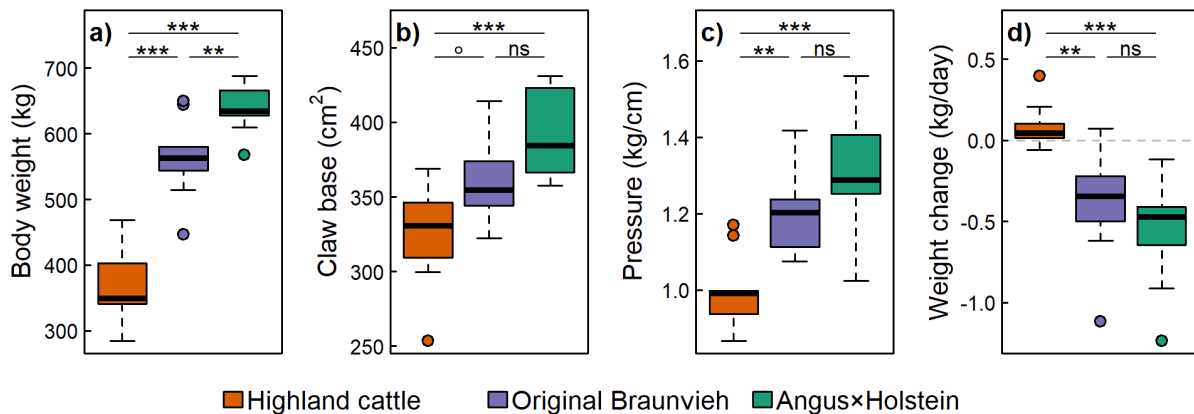 a)
***
***
**
Body weight (kg)
700
600
500
400
300
b)
***
°
ns
Claw base (cm²)
450
400
350
300
250
c)
***
**
ns
Pressure (kg/cm)
1.6
1.4
1.2
1.0
d)
***
**
ns
Weight change (kg/day)
0.5
0.0
-0.5
-1.0
Highland cattle
Original Braunvieh
Angus×Holstein